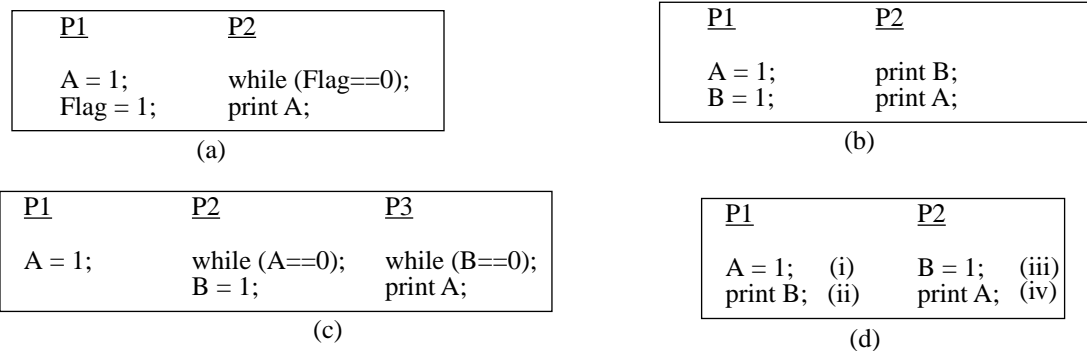 P1 P2
A = 1; while (Flag==0);
Flag = 1; print A;
(a)
P1 P2
A = 1; print B;
B = 1; print A;
(b)
P1 P2 P3
A = 1; while (A==0); while (B==0);
B = 1; print A;
(c)
P1 P2
A = 1; (i) B = 1; (iii)
print B; (ii) print A; (iv)
(d)